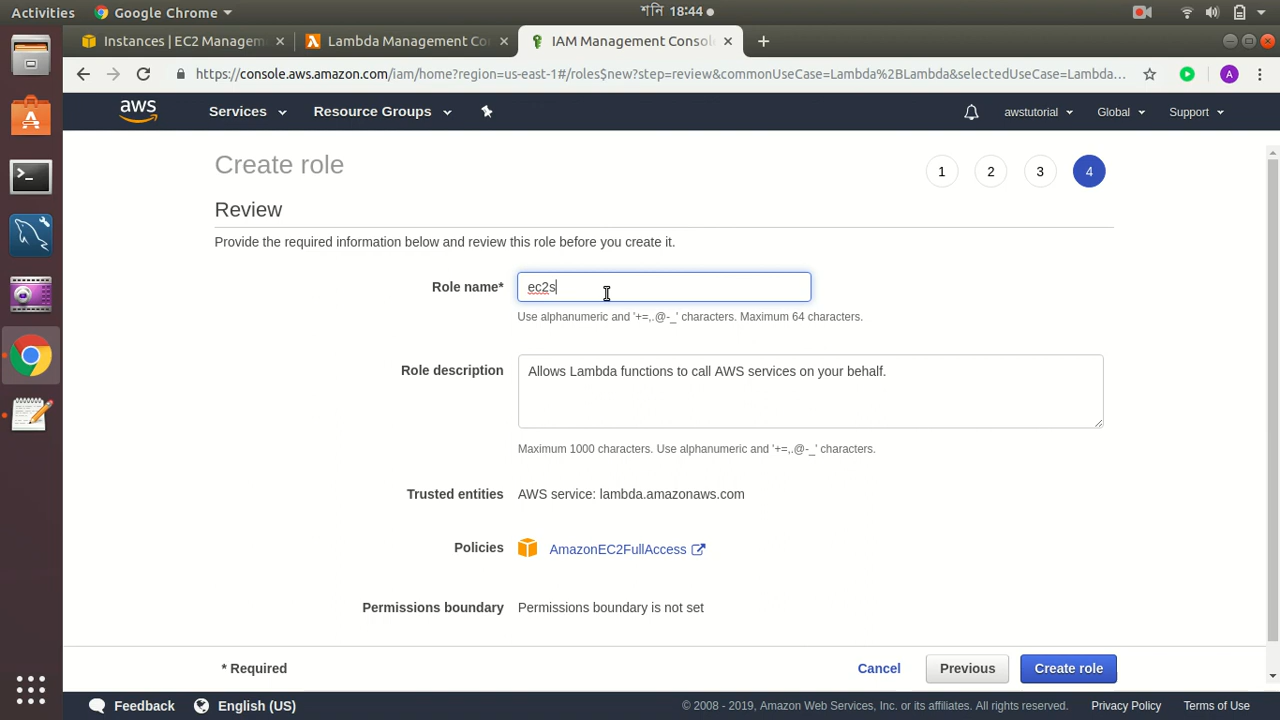 Activities Google Chrome শনি 18:44
Instances | EC2 Managem Lambda Management Co IAM Management Consol
https://console.aws.amazon.com/iam/home?region=us-east-1#/roles$new?step=review&commonUseCase=Lambda%2BLambda&selectedUseCase=Lambda... A
aws Services Resource Groups awstutorial Global Support
Create role 1 2 3 4
Review
Provide the required information below and review this role before you create it.
Role name* ec2s
Use alphanumeric and '+=,.@-_' characters. Maximum 64 characters.
Role description Allows Lambda functions to call AWS services on your behalf.
Maximum 1000 characters. Use alphanumeric and '+=,.@-_' characters.
Trusted entities AWS service: lambda.amazonaws.com
Policies AmazonEC2FullAccess
Permissions boundary Permissions boundary is not set
* Required Cancel Previous Create role
Feedback English (US) © 2008 - 2019, Amazon Web Services, Inc. or its affiliates. All rights reserved. Privacy Policy Terms of Use